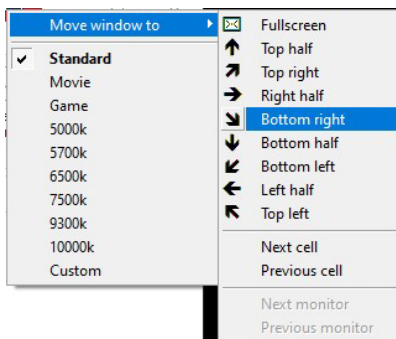 Move window to
Standard
Movie
Game
5000k
5700k
6500k
7500k
9300k
10000k
Custom
Fullscreen
Top half
Top right
Right half
Bottom right
Bottom half
Bottom left
Left half
Top left
Next cell
Previous cell
Next monitor
Previous monitor